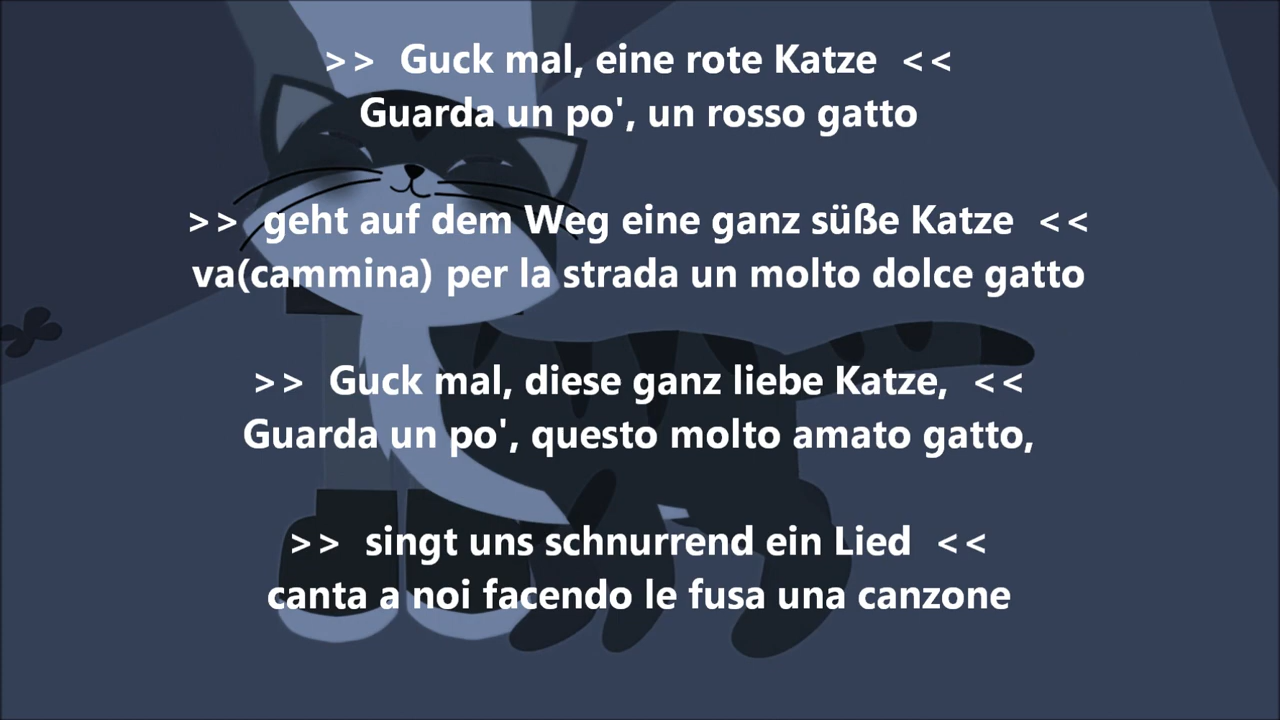 >> Guck mal, eine rote Katze <<
Guarda un po', un rosso gatto
>> geht auf dem Weg eine ganz süße Katze <<
va(cammina) per la strada un molto dolce gatto
>> Guck mal, diese ganz liebe Katze, <<
Guarda un po', questo molto amato gatto,
>> singt uns schnurrend ein Lied <<
canta a noi facendo le fusa una canzone